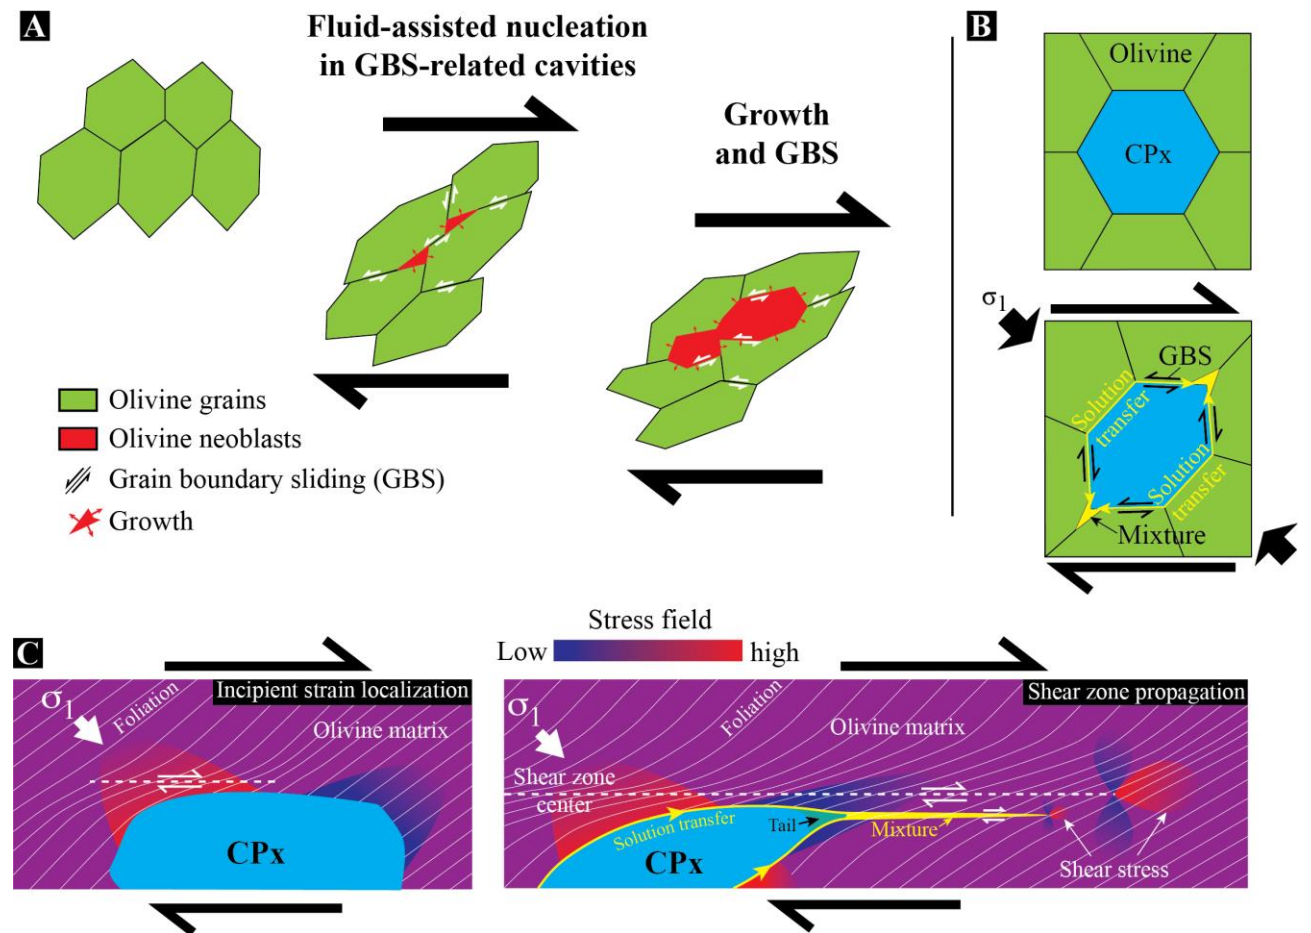 A
Fluid-assisted nucleation
in GBS-related cavities
Growth
and GBS
Olivine grains
Olivine neoblasts
Grain boundary sliding (GBS)
Growth
B
Olivine
CPx
σ1
GBS
Solution
transfer
Solution
transfer
Mixture
C
Stress field
Low
high
σ1
Foliation
Incipient strain localization
Olivine matrix
CPx
σ1
Foliation
Shear zone propagation
Olivine matrix
Shear zone
center
Solution transfer
Tail
Mixture
CPx
Shear stress